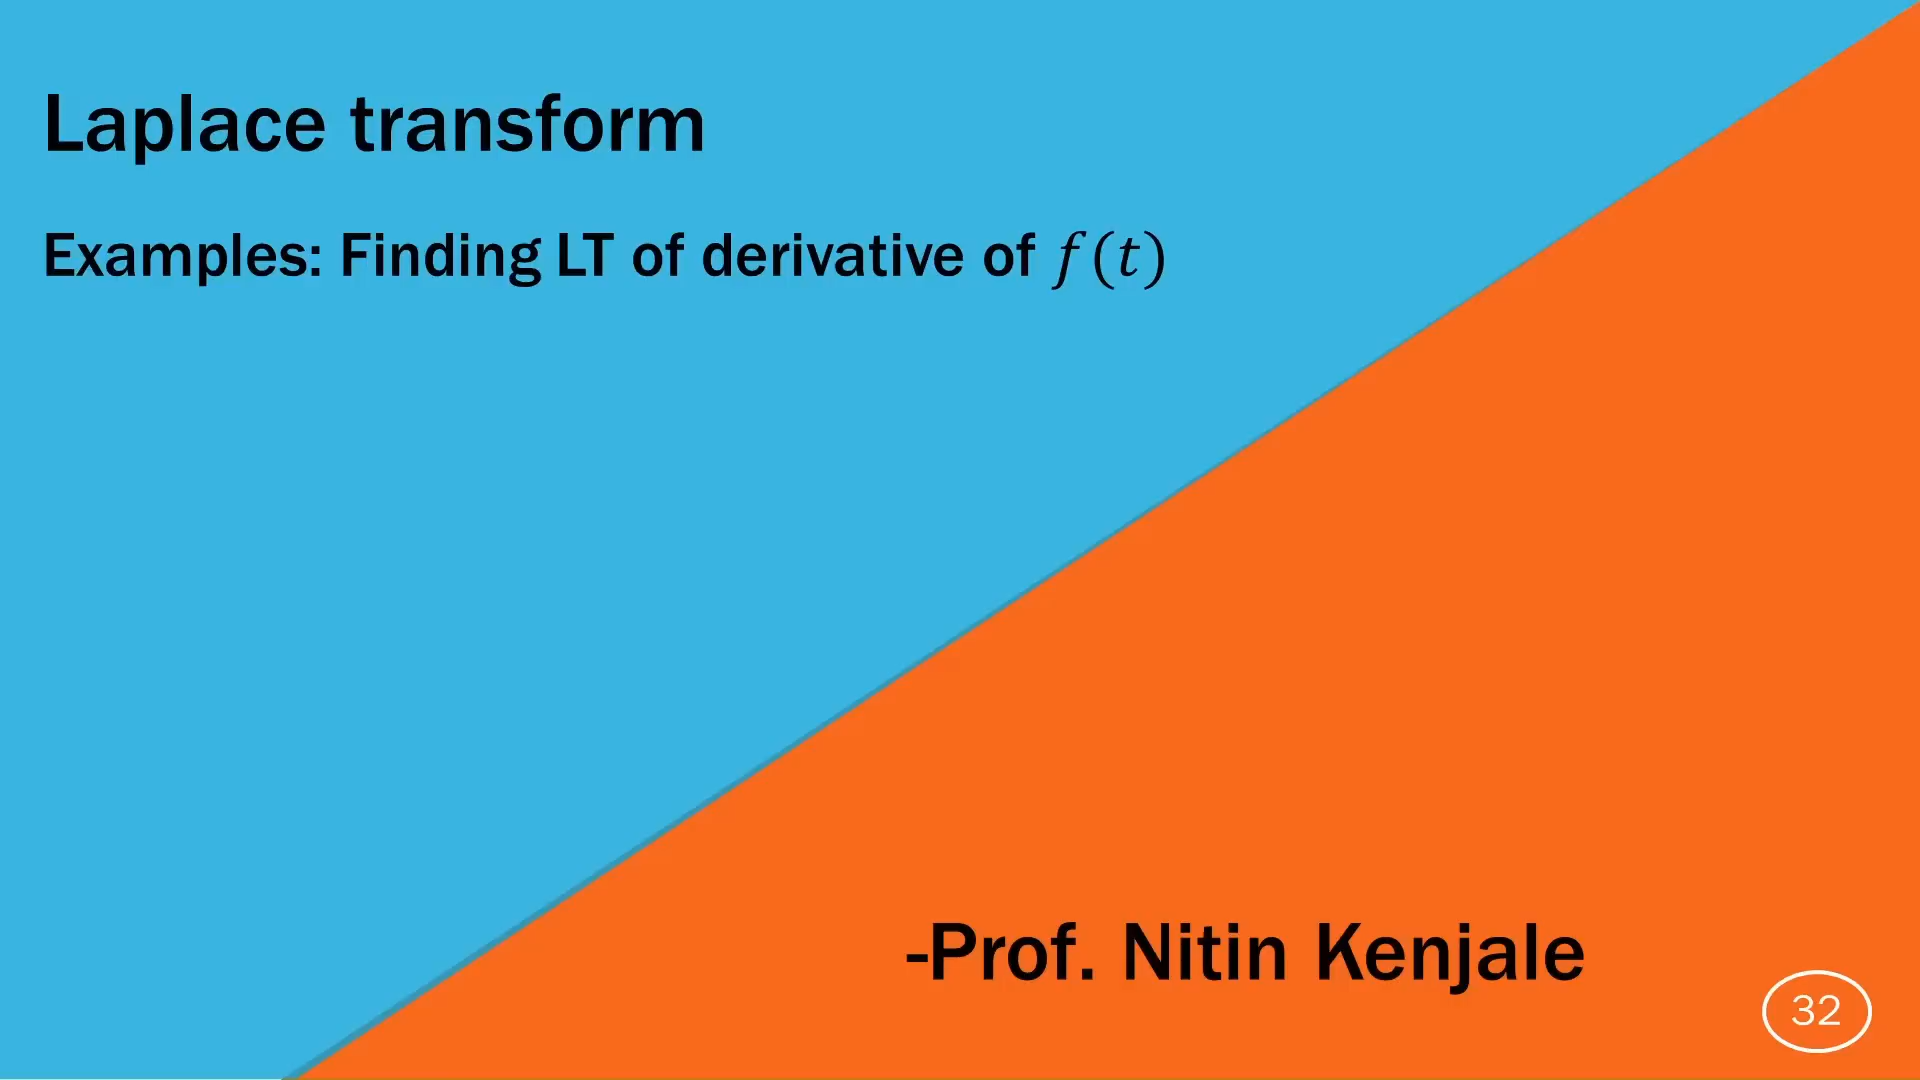 Laplace transform
Examples: Finding LT of derivative of f(t)
-Prof. Nitin Kenjale
32